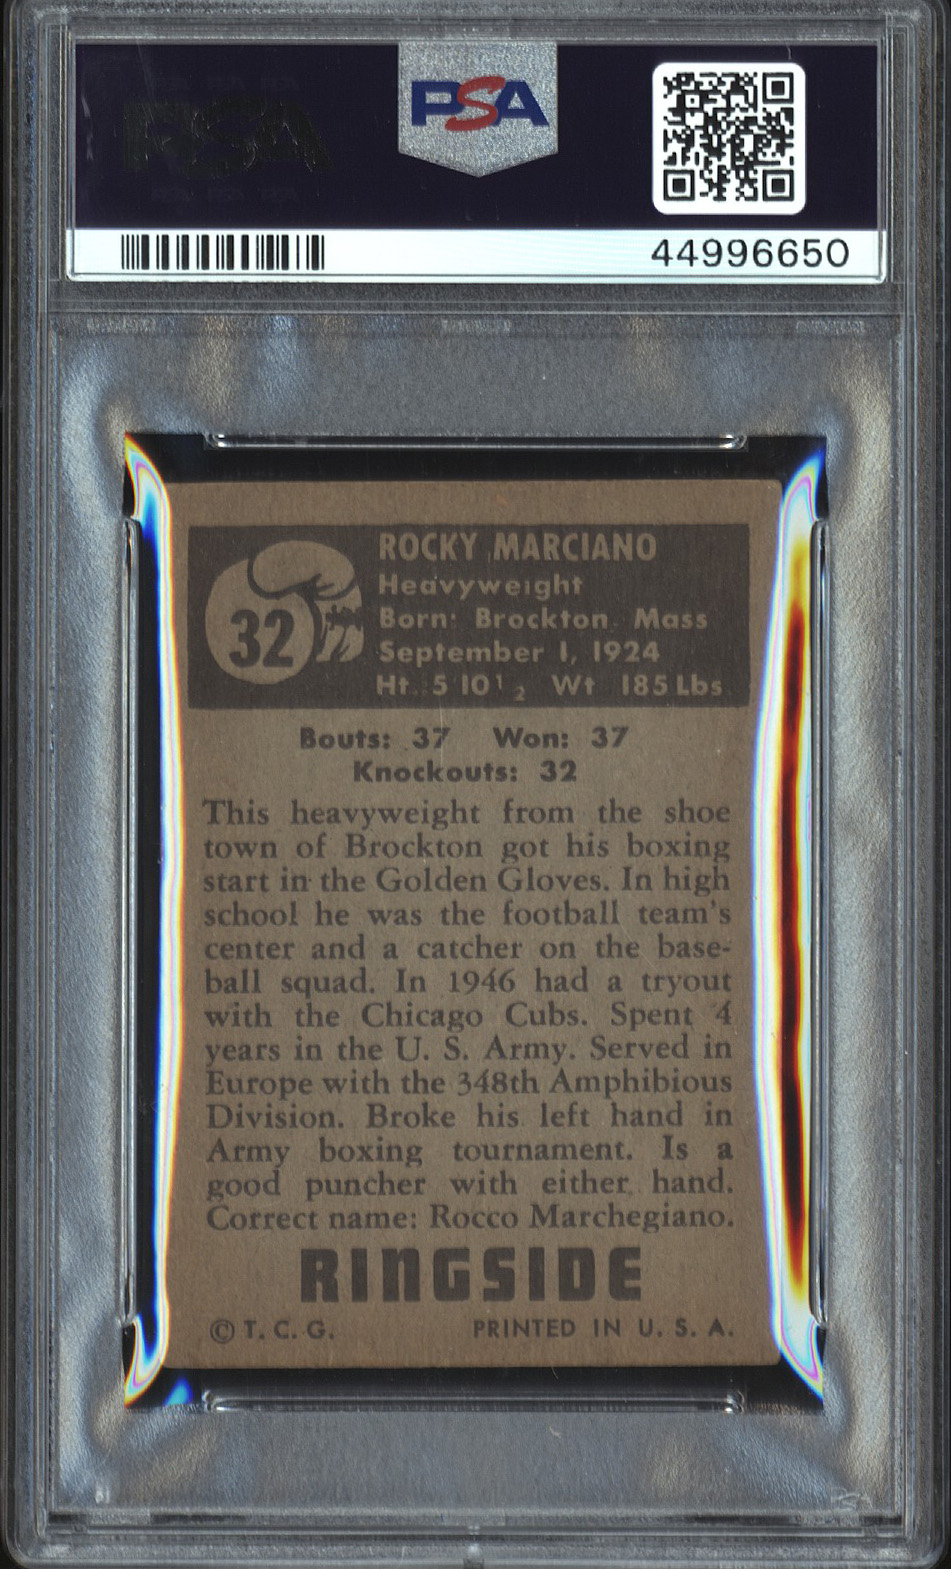 PSA
PSA
44996650
32
ROCKY MARCIANO
Heavyweight
Born: Brockton Mass
September 1, 1924
Ht. 5 10 1/2 Wt 185 Lbs
Bouts: 37 Won: 37
Knockouts: 32
This heavyweight from the shoe
town of Brockton got his boxing
start in the Golden Gloves. In high
school he was the football team's
center and a catcher on the base-
ball squad. In 1946 had a tryout
with the Chicago Cubs. Spent 4
years in the U. S. Army. Served in
Europe with the 348th Amphibious
Division. Broke his left hand in
Army boxing tournament. Is a
good puncher with either hand.
Correct name: Rocco Marchegiano.
RINGSIDE
© T. C. G. PRINTED IN U. S. A.